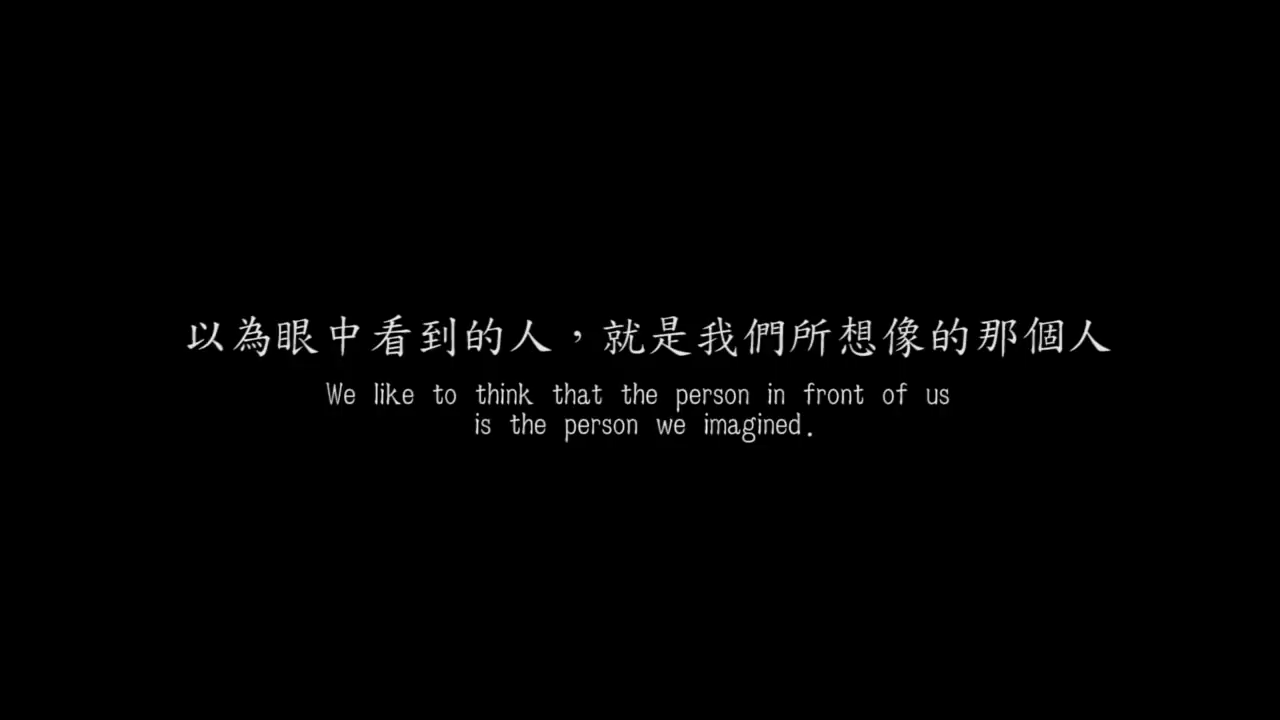 以為眼中看到的人，就是我們所想像的那個人
We like to think that the person in front of us
is the person we imagined.